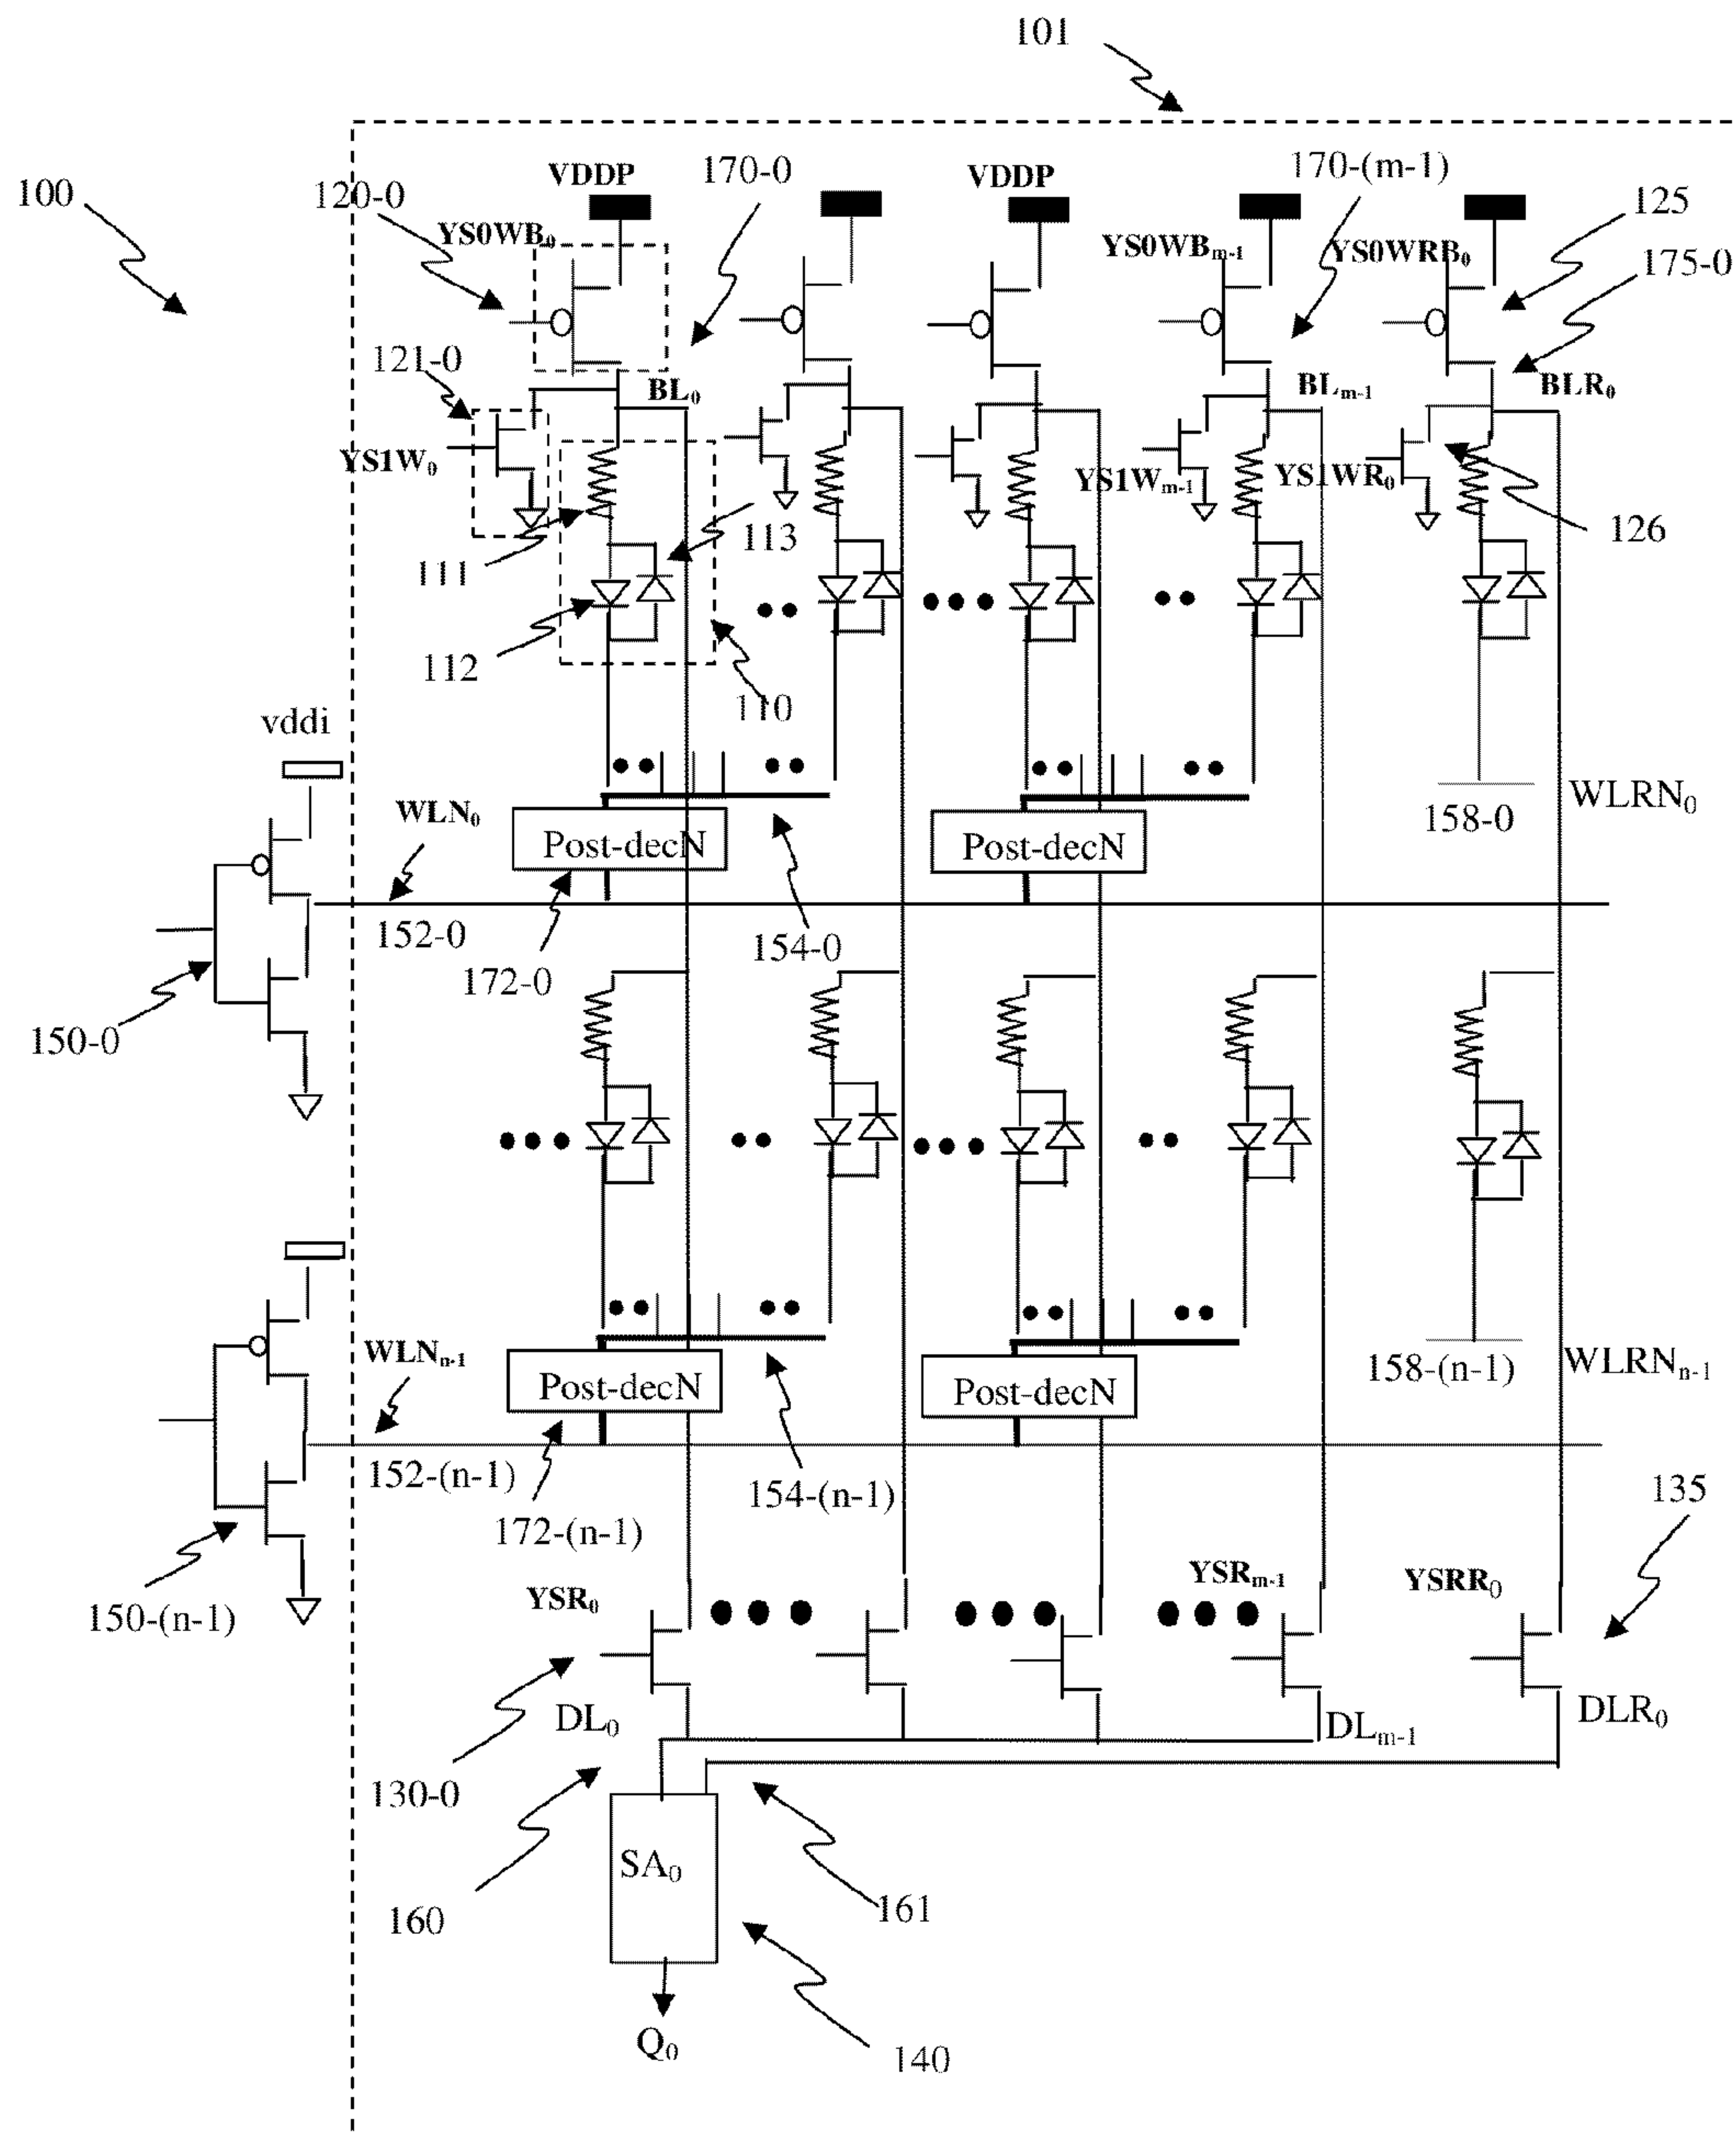 101
100
120-0
VDDP
170-0
VDDP
170-(m-1)
125
YS0WB₀
YS0WBₘ₋₁
YS0WRB₀
175-0
121-0
BL₀
BLₘ₋₁
BLR₀
YS1W₀
YS1Wₘ₋₁
YS1WR₀
111
113
126
112
110
vddi
WLN₀
158-0
WLRN₀
Post-decN
Post-decN
152-0
172-0
154-0
150-0
WLNₙ₋₁
158-(n-1)
WLRNₙ₋₁
Post-decN
Post-decN
152-(n-1)
154-(n-1)
172-(n-1)
135
150-(n-1)
YSR₀
YSRₘ₋₁
YSRR₀
DL₀
DLₘ₋₁
DLR₀
130-0
SA₀
160
161
Q₀
140